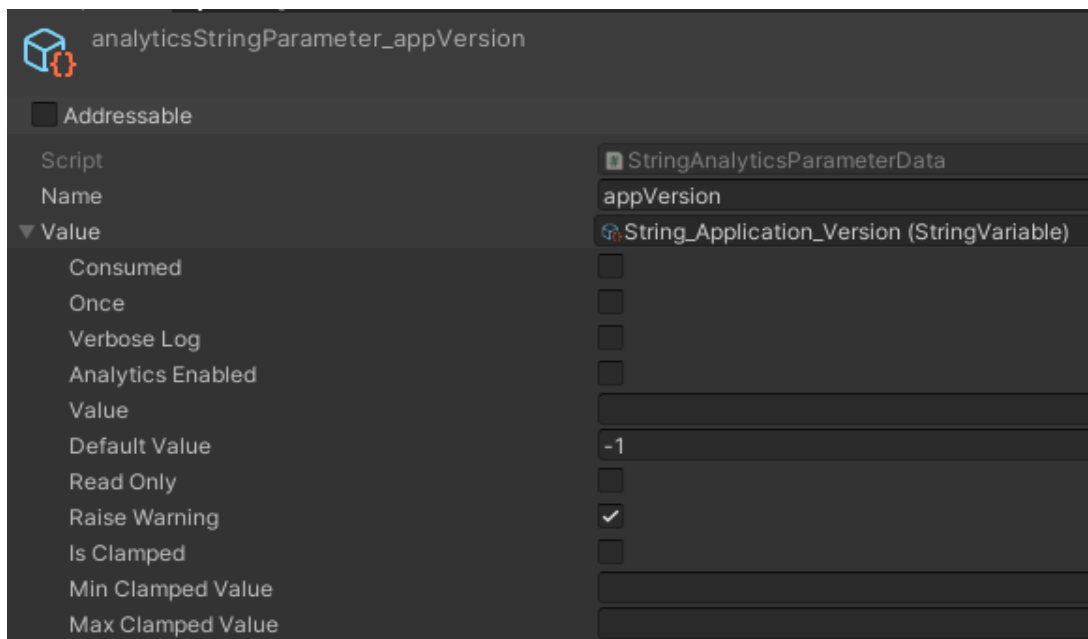 analyticsStringParameter_appVersion
Addressable
Script StringAnalyticsParameterData
Name appVersion
Value String_Application_Version (StringVariable)
Consumed
Once
Verbose Log
Analytics Enabled
Value
Default Value -1
Read Only
Raise Warning
Is Clamped
Min Clamped Value
Max Clamped Value